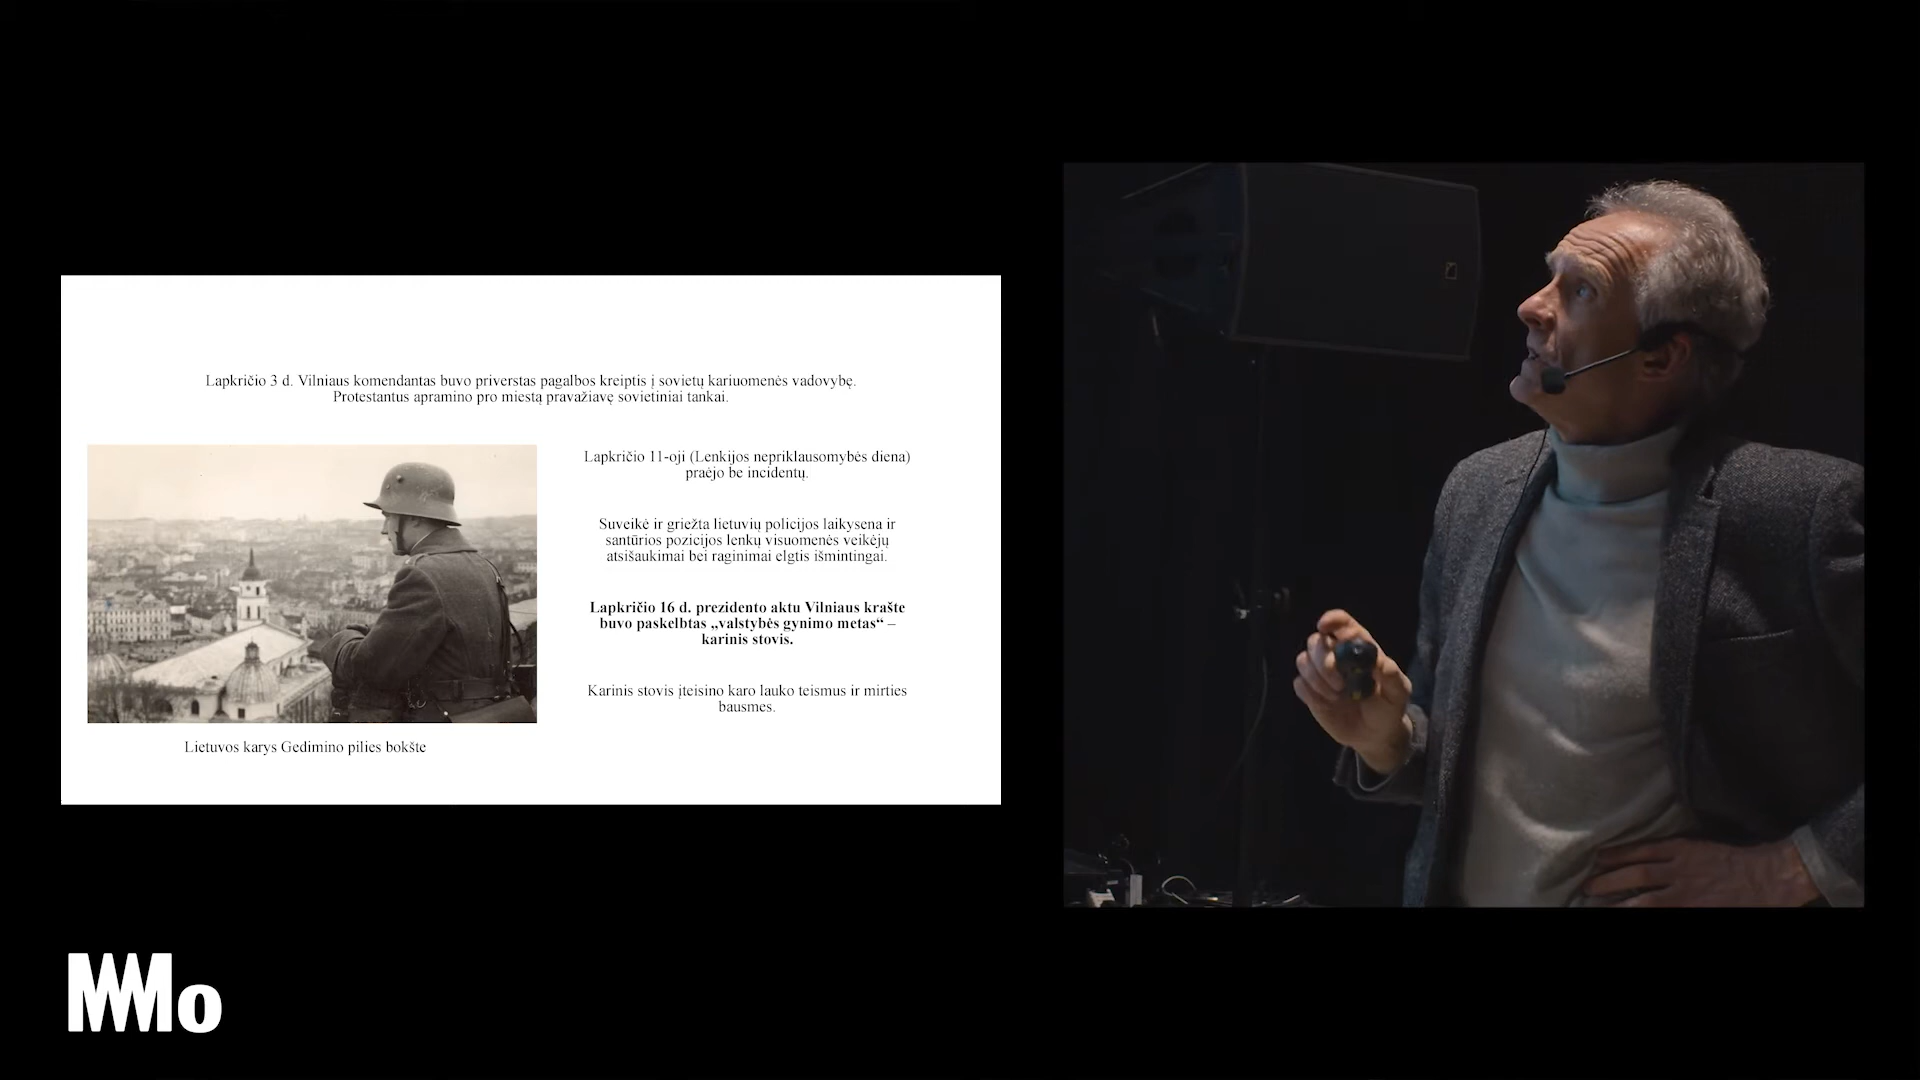 Lapkričio 3 d. Vilniaus komendantas buvo priverstas pagalbos kreiptis į sovietų kariuomenės vadovybę.
Protestantus apramino pro miestą pravažiavę sovietiniai tankai.
Lapkričio 11-oji (Lenkijos nepriklausomybės diena)
praėjo be incidentų.
Suveikė ir griežta lietuvių policijos laikysena ir
santūrios pozicijos lenkų visuomenės veikėjų
atsišaukimai bei raginimai elgtis išmintingai.
Lapkričio 16 d. prezidento aktu Vilniaus krašte
buvo paskelbtas „valstybės gynimo metas“ –
karinis stovis.
Karinis stovis įteisino karo lauko teismus ir mirties
bausmes.
Lietuvos karys Gedimino pilies bokšte
MMo